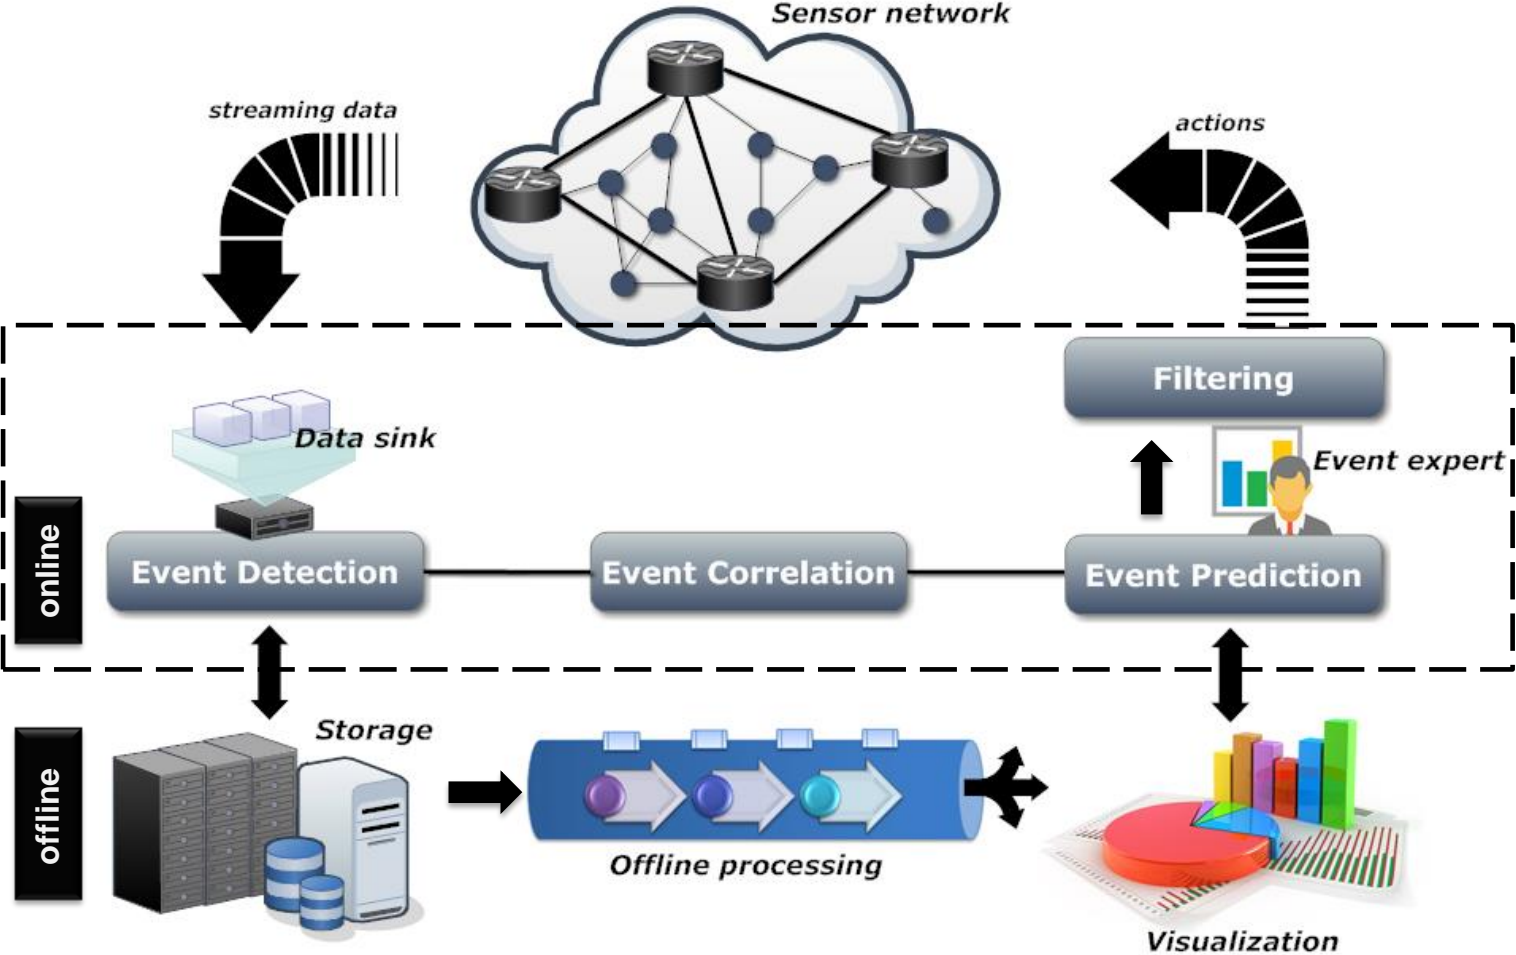 Sensor network
streaming data
actions
Filtering
Data sink
Event expert
online
Event Detection
Event Correlation
Event Prediction
offline
Storage
Offline processing
Visualization